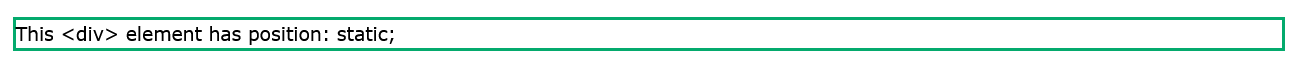 This <div> element has position: static;